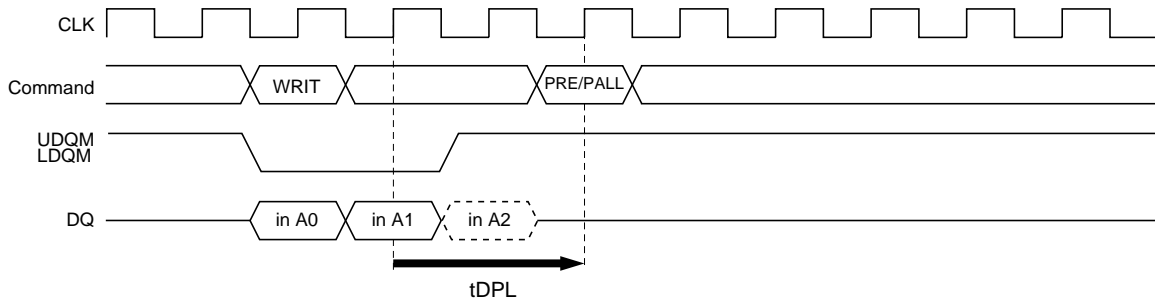 CLK
Command
WRIT
PRE/PALL
UDQM
LDQM
DQ
in A0
in A1
in A2
tDPL